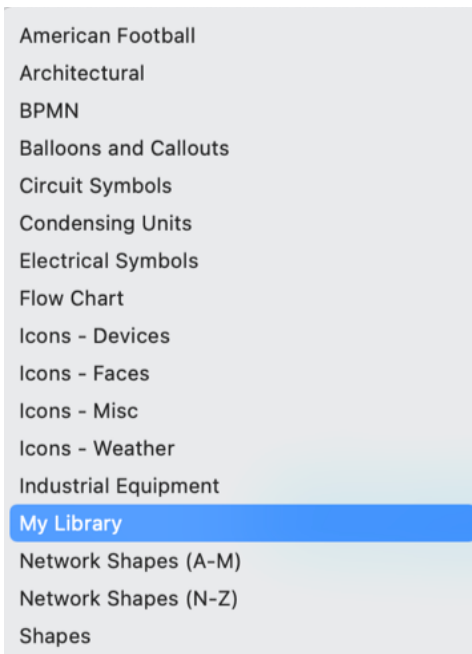 American Football
Architectural
BPMN
Balloons and Callouts
Circuit Symbols
Condensing Units
Electrical Symbols
Flow Chart
Icons - Devices
Icons - Faces
Icons - Misc
Icons - Weather
Industrial Equipment
My Library
Network Shapes (A-M)
Network Shapes (N-Z)
Shapes